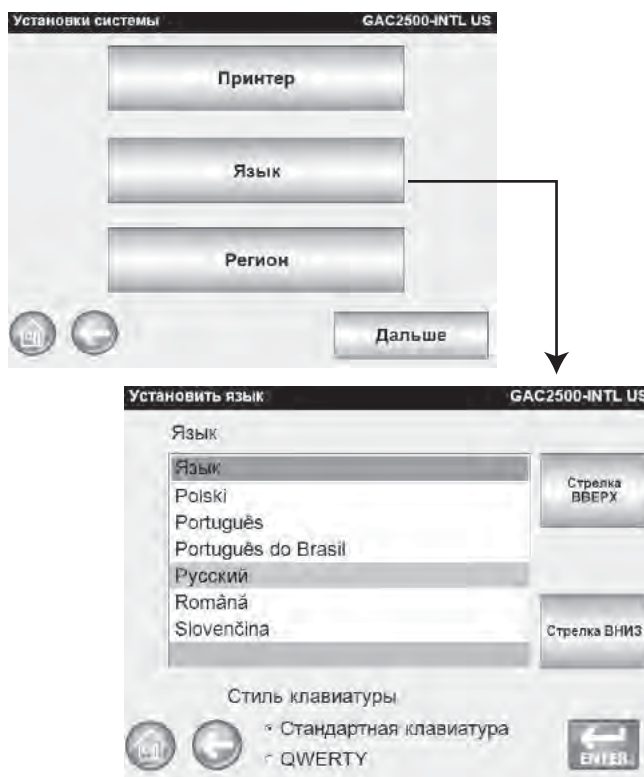 Установки системы GAC2500-INTL US
Принтер
Язык
Регион
Дальше
Установить язык GAC2500-INTL US
Язык
Язык
Polski
Português
Português do Brasil
Русский
Română
Slovenčina
Стрелка
ВВЕРХ
Стрелка ВНИЗ
Стиль клавиатуры
Стандартная клавиатура
QWERTY
ENTER